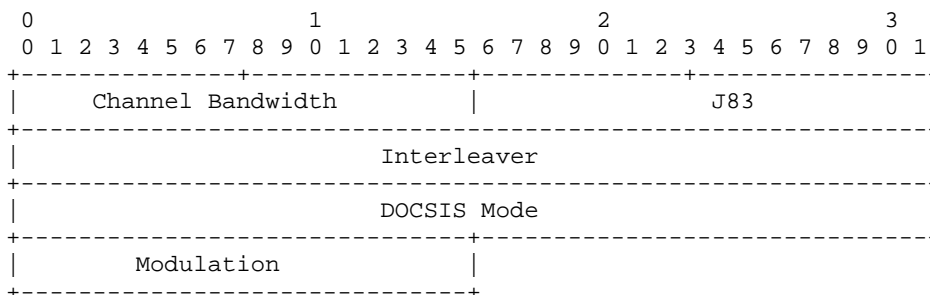 0                   1                   2                   3
 0 1 2 3 4 5 6 7 8 9 0 1 2 3 4 5 6 7 8 9 0 1 2 3 4 5 6 7 8 9 0 1
+---------------+---------------+--------------+----------------
|     Channel Bandwidth         |                J83
+---------------------------------------------------------------
|                         Interleaver
+---------------------------------------------------------------
|                         DOCSIS Mode
+-------------------------------+-------------------------------
|        Modulation             |
+-------------------------------+